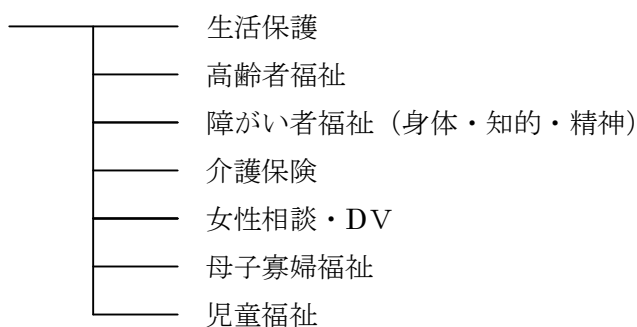 生活保護
高齢者福祉
障がい者福祉（身体・知的・精神）
介護保険
女性相談・ＤＶ
母子寡婦福祉
児童福祉